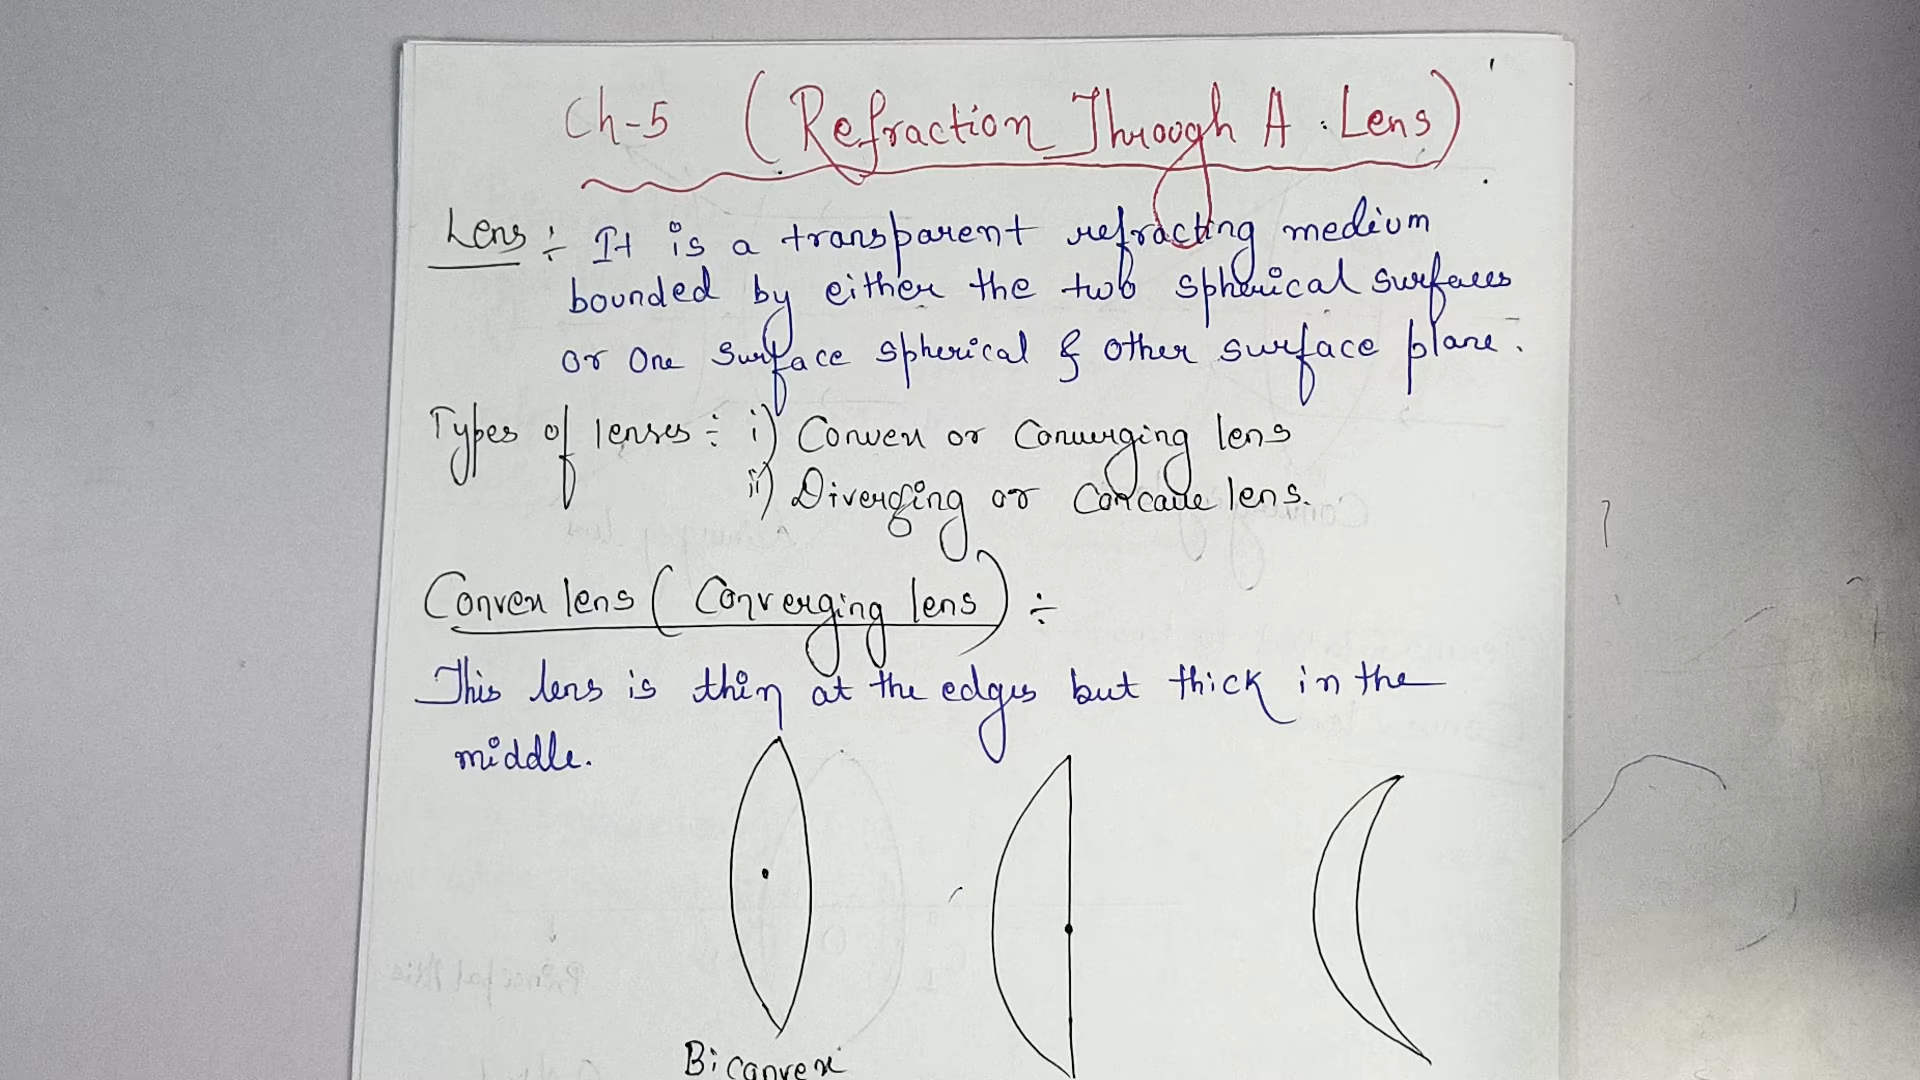 Ch-5 (Refraction Through A Lens)
Lens ÷ It is a transparent refracting medium
bounded by either the two spherical surfaces
or one surface spherical & other surface plane.
Types of lenses ÷ i) Convex or Converging lens
ii) Diverging or Concave lens.
Convex lens (Converging lens) ÷
This lens is thin at the edges but thick in the
middle.
Biconvex